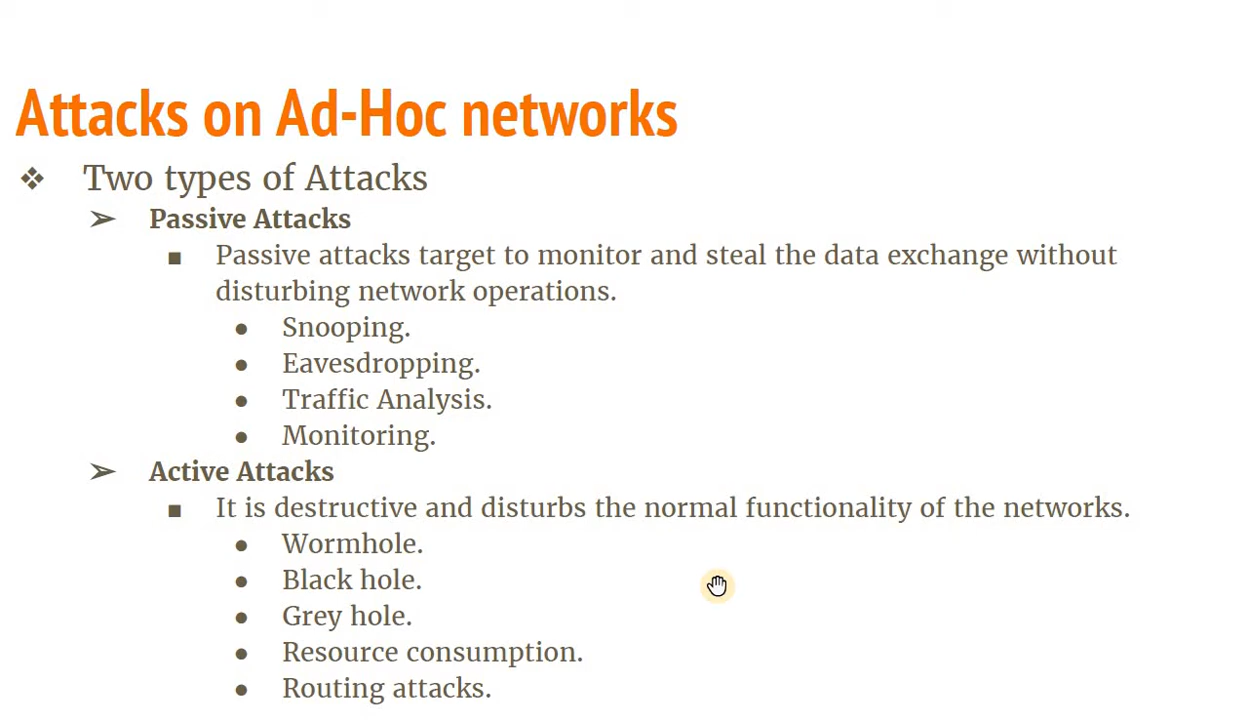 Attacks on Ad-Hoc networks
❖ Two types of Attacks
➢ Passive Attacks
■ Passive attacks target to monitor and steal the data exchange without
disturbing network operations.
● Snooping.
● Eavesdropping.
● Traffic Analysis.
● Monitoring.
➢ Active Attacks
■ It is destructive and disturbs the normal functionality of the networks.
● Wormhole.
● Black hole.
● Grey hole.
● Resource consumption.
● Routing attacks.